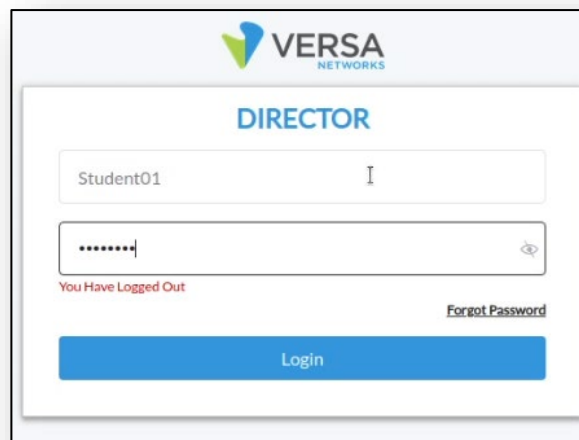 VERSA
NETWORKS
DIRECTOR
Student01
••••••••
You Have Logged Out
Forgot Password
Login